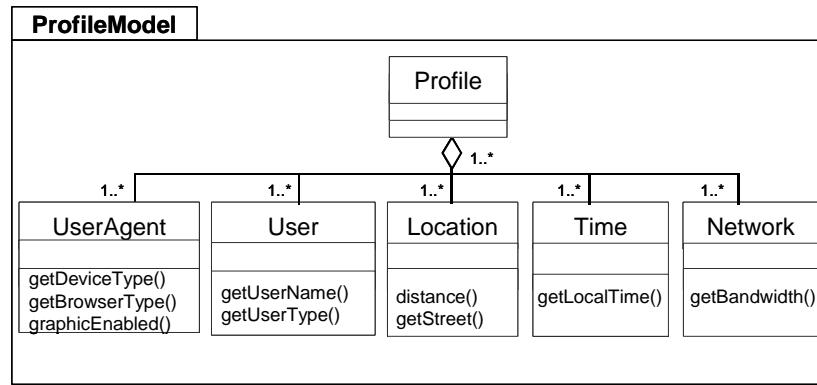 ProfileModel
Profile
1..*
1..* 1..* 1..* 1..* 1..*
UserAgent User Location Time Network
getDeviceType()
getBrowserType()
graphicEnabled()
getUserName()
getUserType()
distance()
getStreet()
getLocalTime()
getBandwidth()